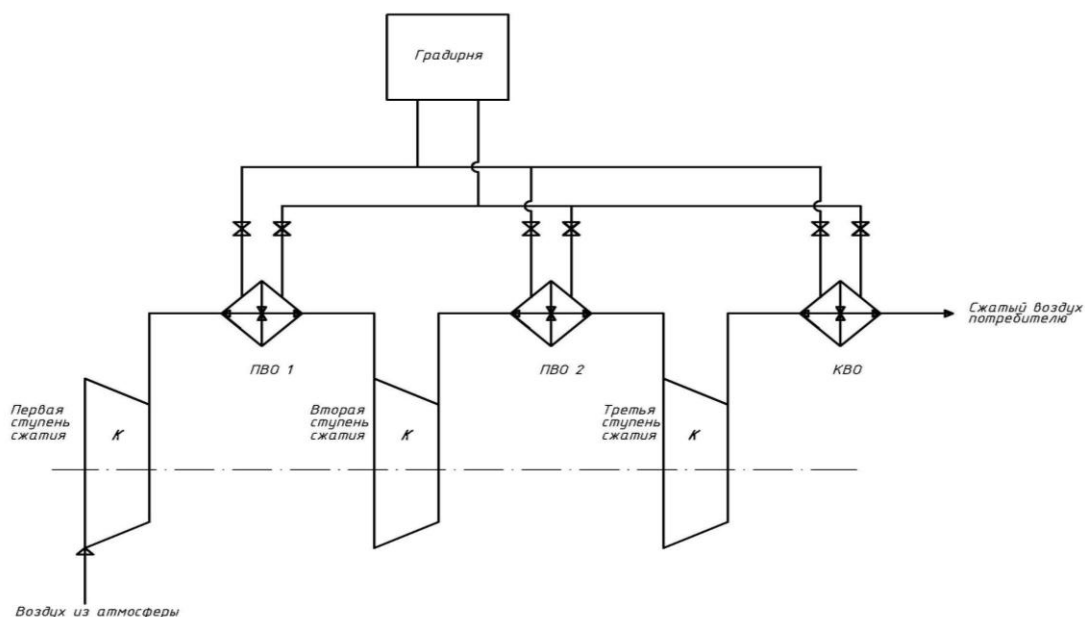 Градирня
Сжатый воздух
потребителю
ПВО 1
ПВО 2
КВО
Первая
ступень
сжатия
К
Вторая
ступень
сжатия
К
Третья
ступень
сжатия
К
Воздух из атмосферы